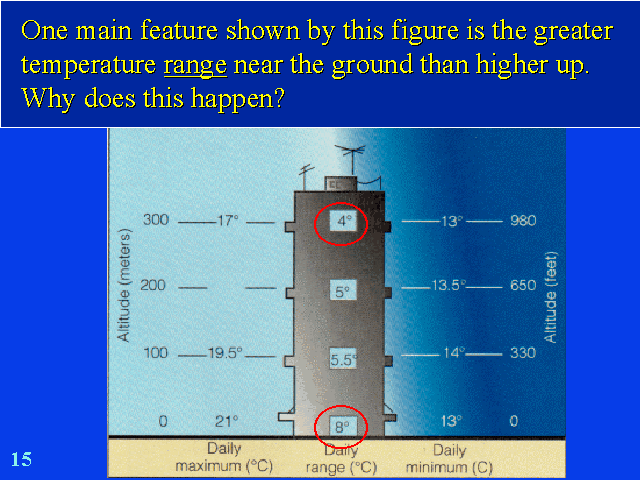 One main feature shown by this figure is the greater
temperature range near the ground than higher up.
Why does this happen?
Altitude (meters)
Altitude (feet)
300 17° 4° 13° 980
200 5° 13.5° 650
100 19.5° 5.5° 14° 330
0 21° 8° 13° 0
Daily Daily Daily
maximum (°C) range (°C) minimum (C)
15